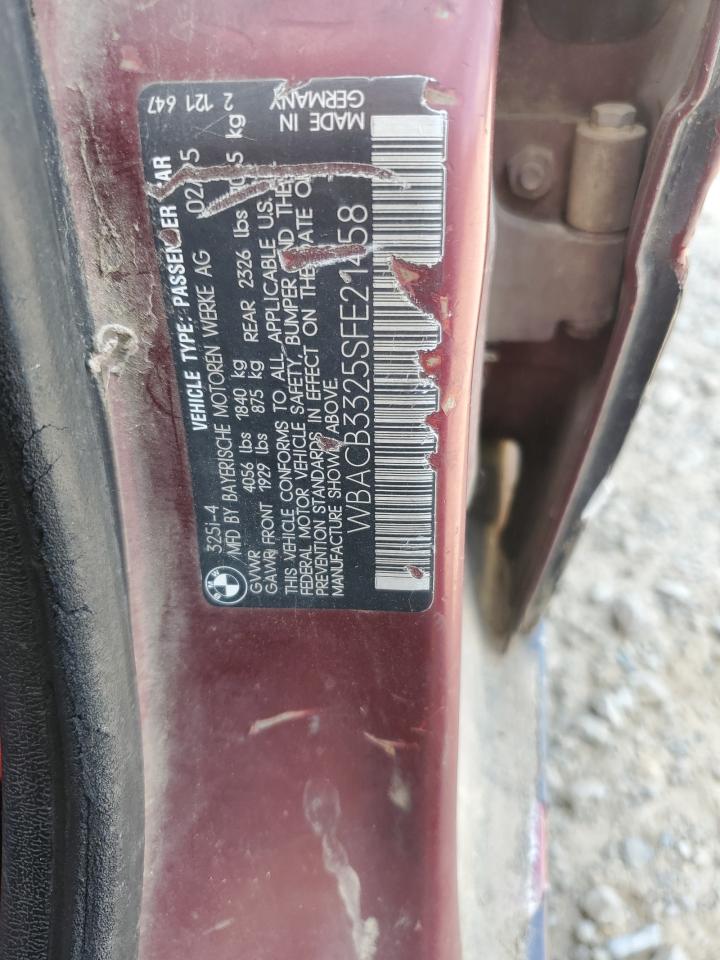 325i-4 VEHICLE TYPE: PASSENGER CAR 2 121 647
MFD BY BAYERISCHE MOTOREN WERKE AG
GVWR 4056 lbs 1840 kg
GAWR/FRONT 1929 lbs 875 kg REAR 2326 lbs kg
THIS VEHICLE CONFORMS TO ALL APPLICABLE U.S.
FEDERAL MOTOR VEHICLE SAFETY, BUMPER AND THEFT
PREVENTION STANDARDS IN EFFECT ON THE DATE OF
MANUFACTURE SHOWN ABOVE.
MADE IN
GERMANY
WBACB3325SFE21458
BMW